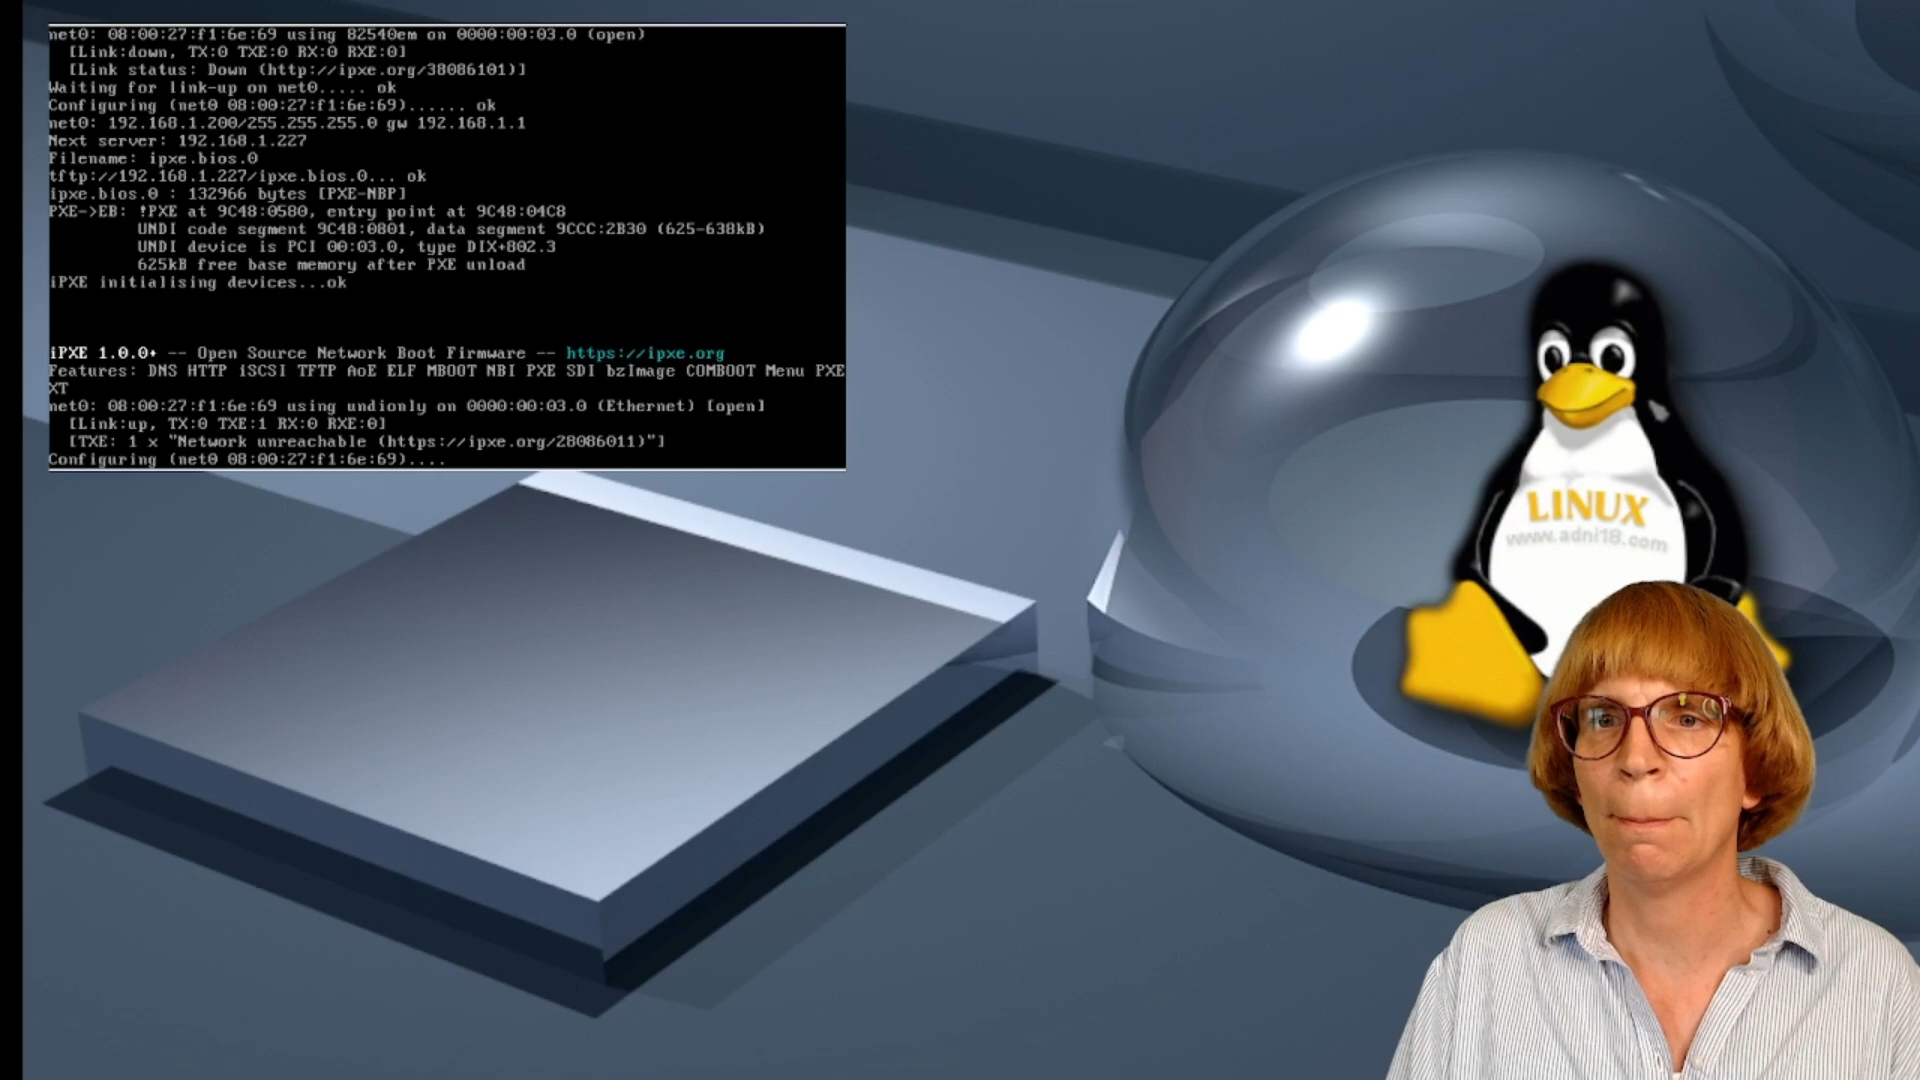 net0: 08:00:27:f1:6e:69 using 82540em on 0000:00:03.0 (open)
[Link:down, TX:0 TXE:0 RX:0 RXE:0]
[Link status: Down (http://ipxe.org/38086101)]
Waiting for link-up on net0..... ok
Configuring (net0 08:00:27:f1:6e:69)...... ok
net0: 192.168.1.200/255.255.255.0 gw 192.168.1.1
Next server: 192.168.1.227
Filename: ipxe.bios.0
tftp://192.168.1.227/ipxe.bios.0... ok
ipxe.bios.0 : 132966 bytes [PXE-NBP]
PXE->EB: !PXE at 9C48:0580, entry point at 9C48:04C8
UNDI code segment 9C48:0801, data segment 9CCC:2B30 (625-638kB)
UNDI device is PCI 00:03.0, type DIX+802.3
625kB free base memory after PXE unload
iPXE initialising devices...ok
iPXE 1.0.0+ -- Open Source Network Boot Firmware -- https://ipxe.org
Features: DNS HTTP iSCSI TFTP AoE ELF MBOOT NBI PXE SDI bzImage COMBOOT Menu PXE
XT
net0: 08:00:27:f1:6e:69 using undionly on 0000:00:03.0 (Ethernet) [open]
[Link:up, TX:0 TXE:1 RX:0 RXE:0]
[TXE: 1 x "Network unreachable (https://ipxe.org/28086011)"]
Configuring (net0 08:00:27:f1:6e:69)....
LINUX
www.adni18.com